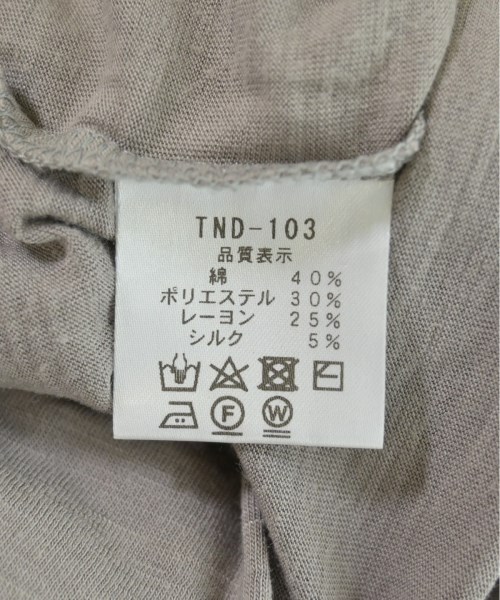 TND-103
品質表示
綿 40%
ポリエステル 30%
レーヨン 25%
シルク 5%
F W